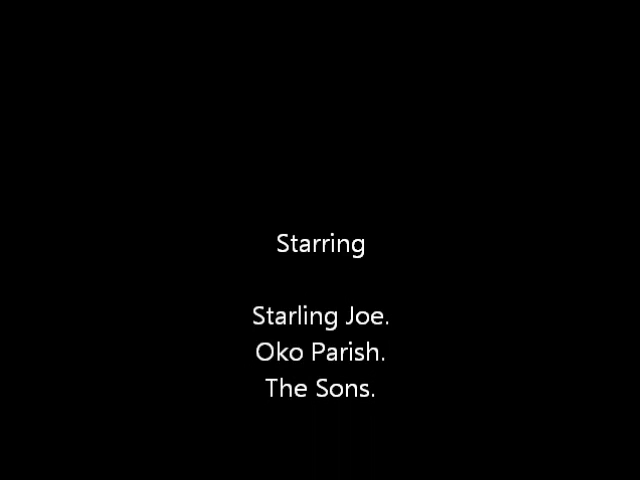 Starring
Starling Joe.
Oko Parish.
The Sons.